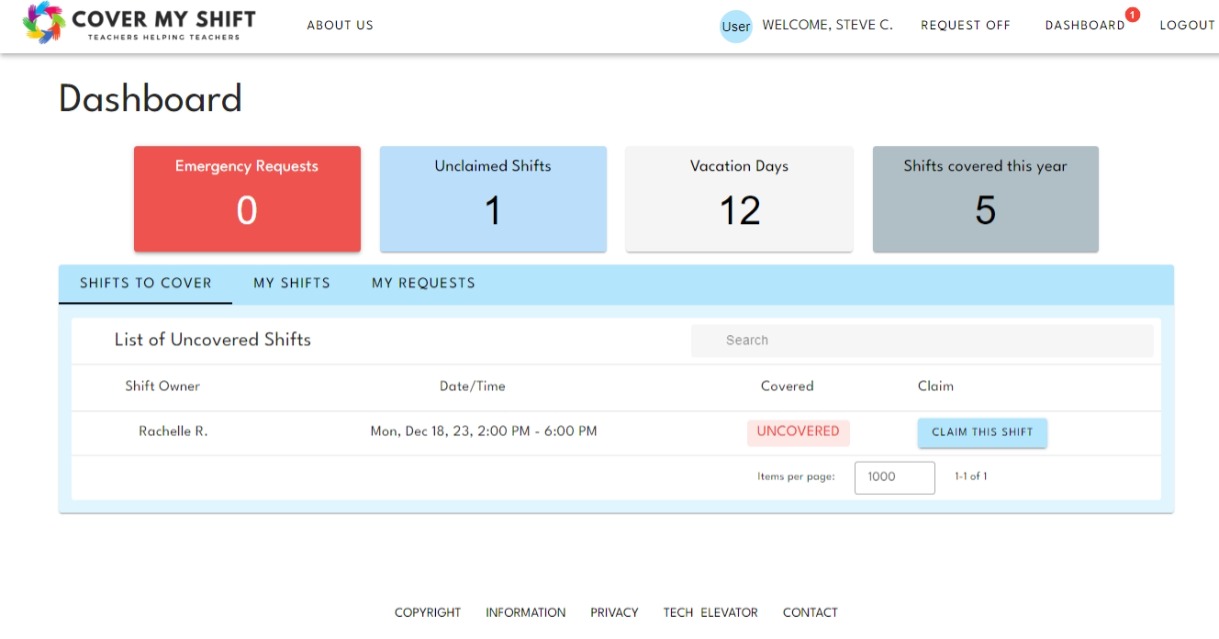 COVER MY SHIFT
TEACHERS HELPING TEACHERS
ABOUT US
User
WELCOME, STEVE C.
REQUEST OFF
DASHBOARD
1
LOGOUT
Dashboard
Emergency Requests
0
Unclaimed Shifts
1
Vacation Days
12
Shifts covered this year
5
SHIFTS TO COVER
MY SHIFTS
MY REQUESTS
List of Uncovered Shifts
Search
Shift Owner
Date/Time
Covered
Claim
Rachelle R.
Mon, Dec 18, 23, 2:00 PM - 6:00 PM
UNCOVERED
CLAIM THIS SHIFT
Items per page:
1000
1-1 of 1
COPYRIGHT
INFORMATION
PRIVACY
TECH ELEVATOR
CONTACT